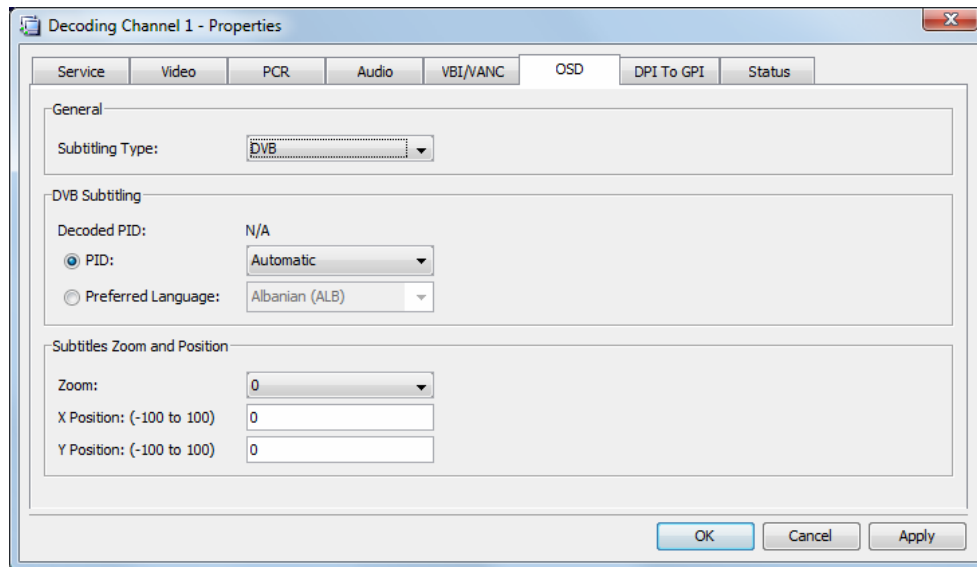 Decoding Channel 1 - Properties
Service Video PCR Audio VBI/VANC OSD DPI To GPI Status
General
Subtitling Type: DVB
DVB Subtitling
Decoded PID: N/A
PID: Automatic
Preferred Language: Albanian (ALB)
Subtitles Zoom and Position
Zoom: 0
X Position: (-100 to 100) 0
Y Position: (-100 to 100) 0
OK Cancel Apply